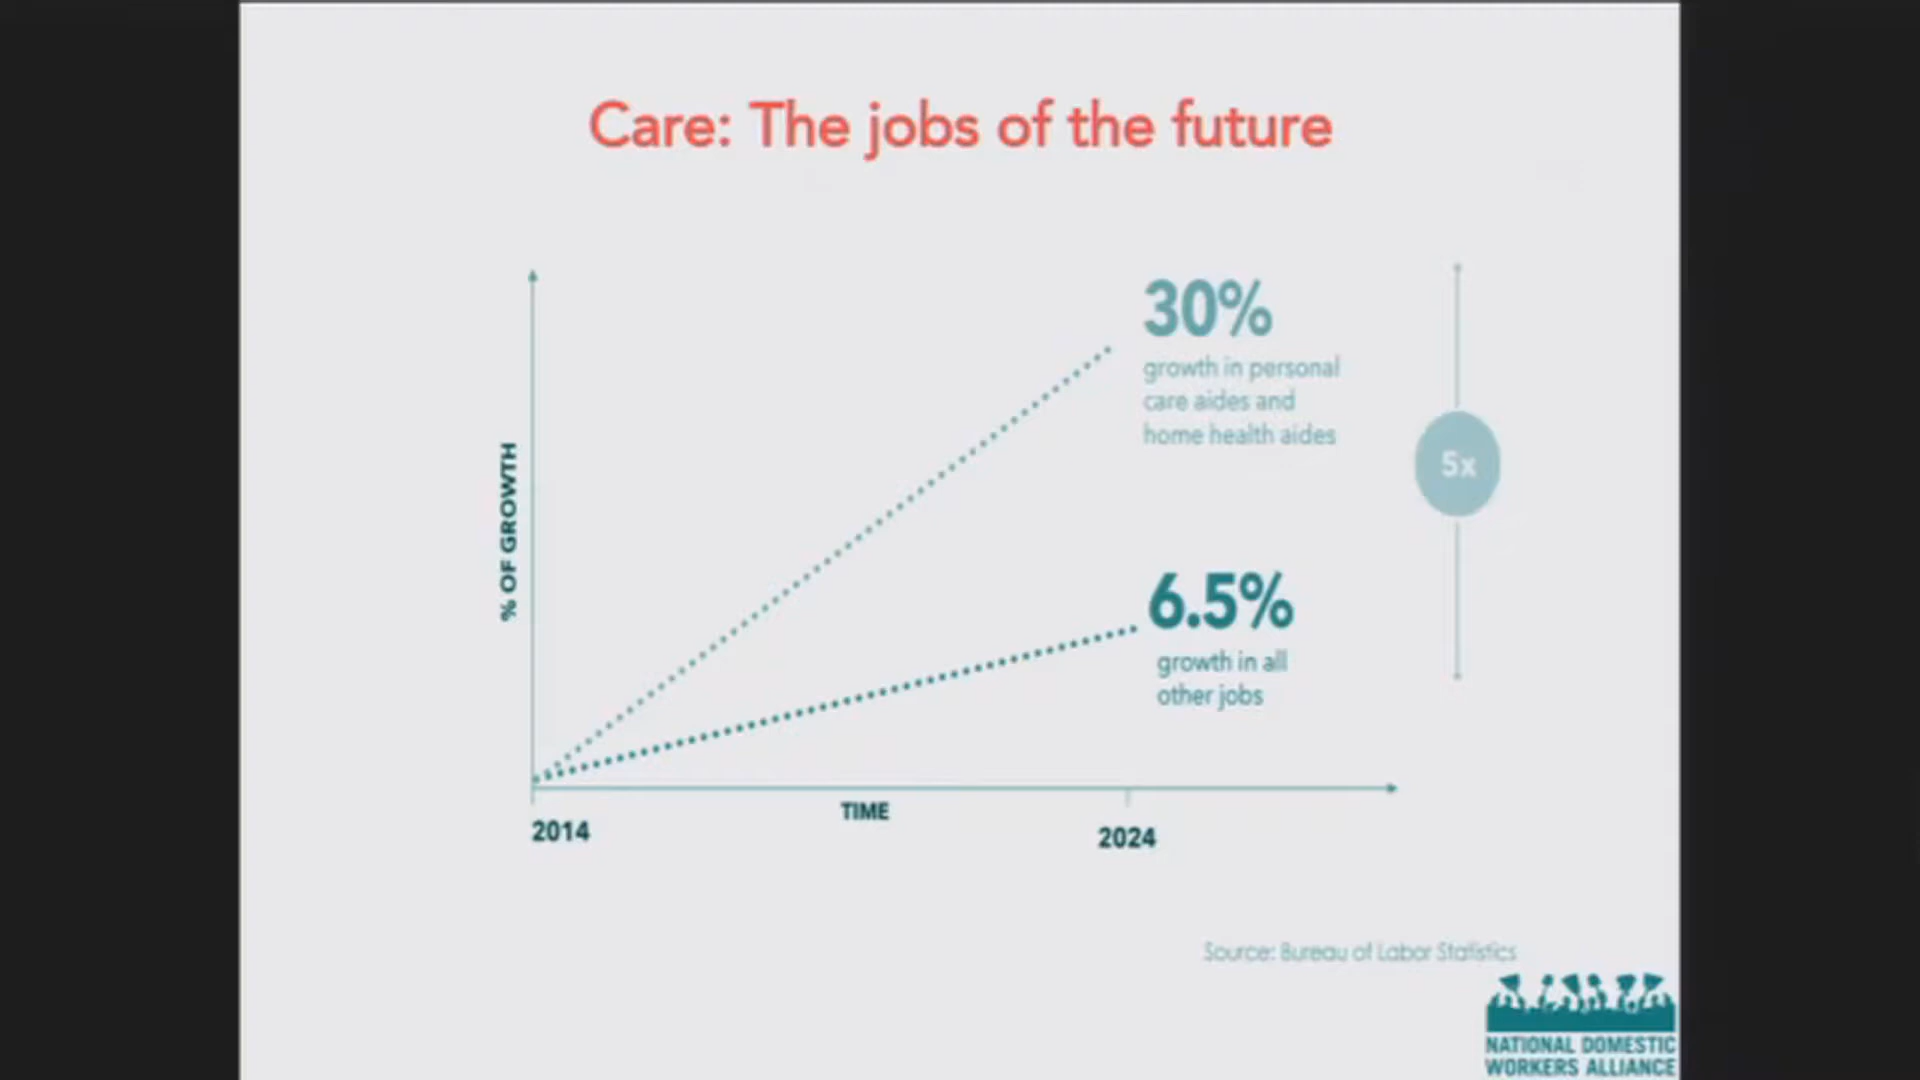 Care: The jobs of the future
30%
growth in personal
care aides and
home health aides
5x
% OF GROWTH
6.5%
growth in all
other jobs
TIME
2014
2024
Source: Bureau of Labor Statistics
NATIONAL DOMESTIC
WORKERS ALLIANCE